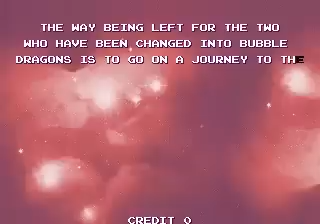 THE WAY BEING LEFT FOR THE TWO
WHO HAVE BEEN CHANGED INTO BUBBLE
DRAGONS IS TO GO ON A JOURNEY TO THE
CREDIT 0